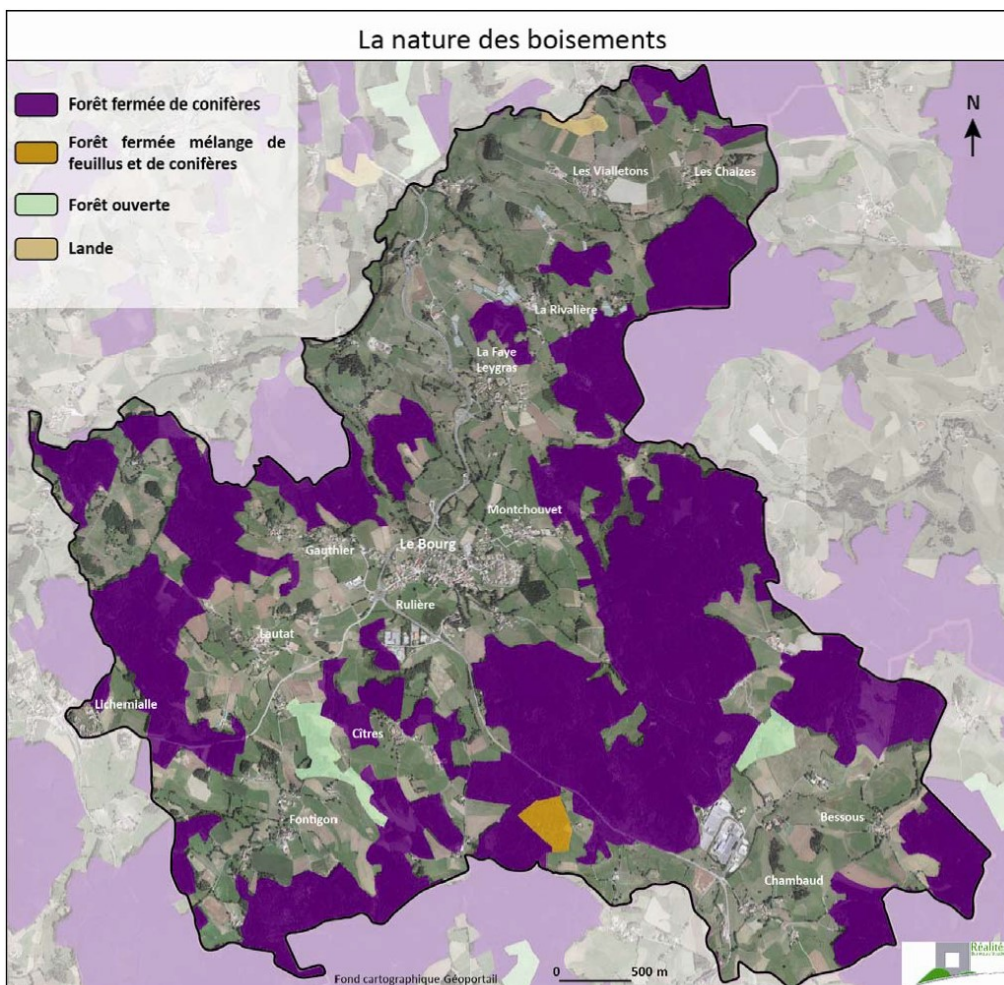 La nature des boisements
Forêt fermée de conifères
Forêt fermée mélange de
feuillus et de conifères
Forêt ouverte
Lande
N
Les Vialletons
Les Chaizes
La Rivalière
La Faye
Leygras
Montchouvet
Le Bourg
Gauthier
Rulière
Lautat
Lichemialle
Cîtres
Fontigon
Bessous
Chambaud
Réalités
Fond cartographique Géoportail
0 500 m